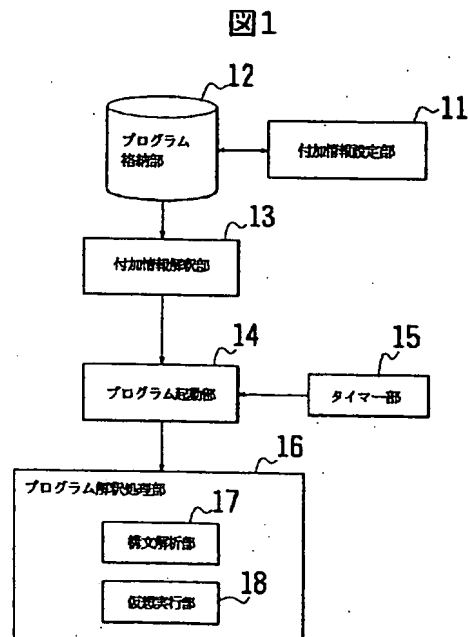 図1
12
プログラム
格納部
11
付加情報設定部
13
付加情報解釈部
14
プログラム起動部
15
タイマー部
16
プログラム解釈処理部
17
構文解析部
仮想実行部
18